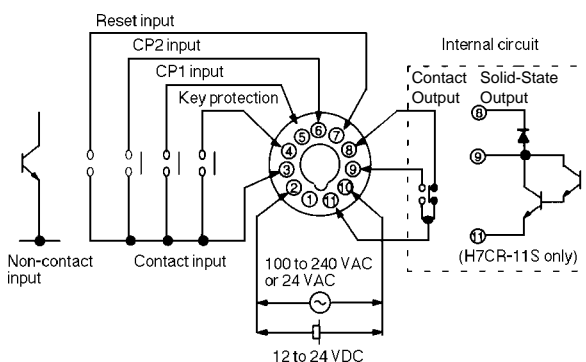 Reset input
CP2 input
CP1 input
Key protection
Internal circuit
Contact Output
Solid-State Output
6
5
7
4
8
3
9
2
10
1
11
8
9
11
(H7CR-11S only)
Non-contact input
Contact input
100 to 240 VAC
or 24 VAC
12 to 24 VDC